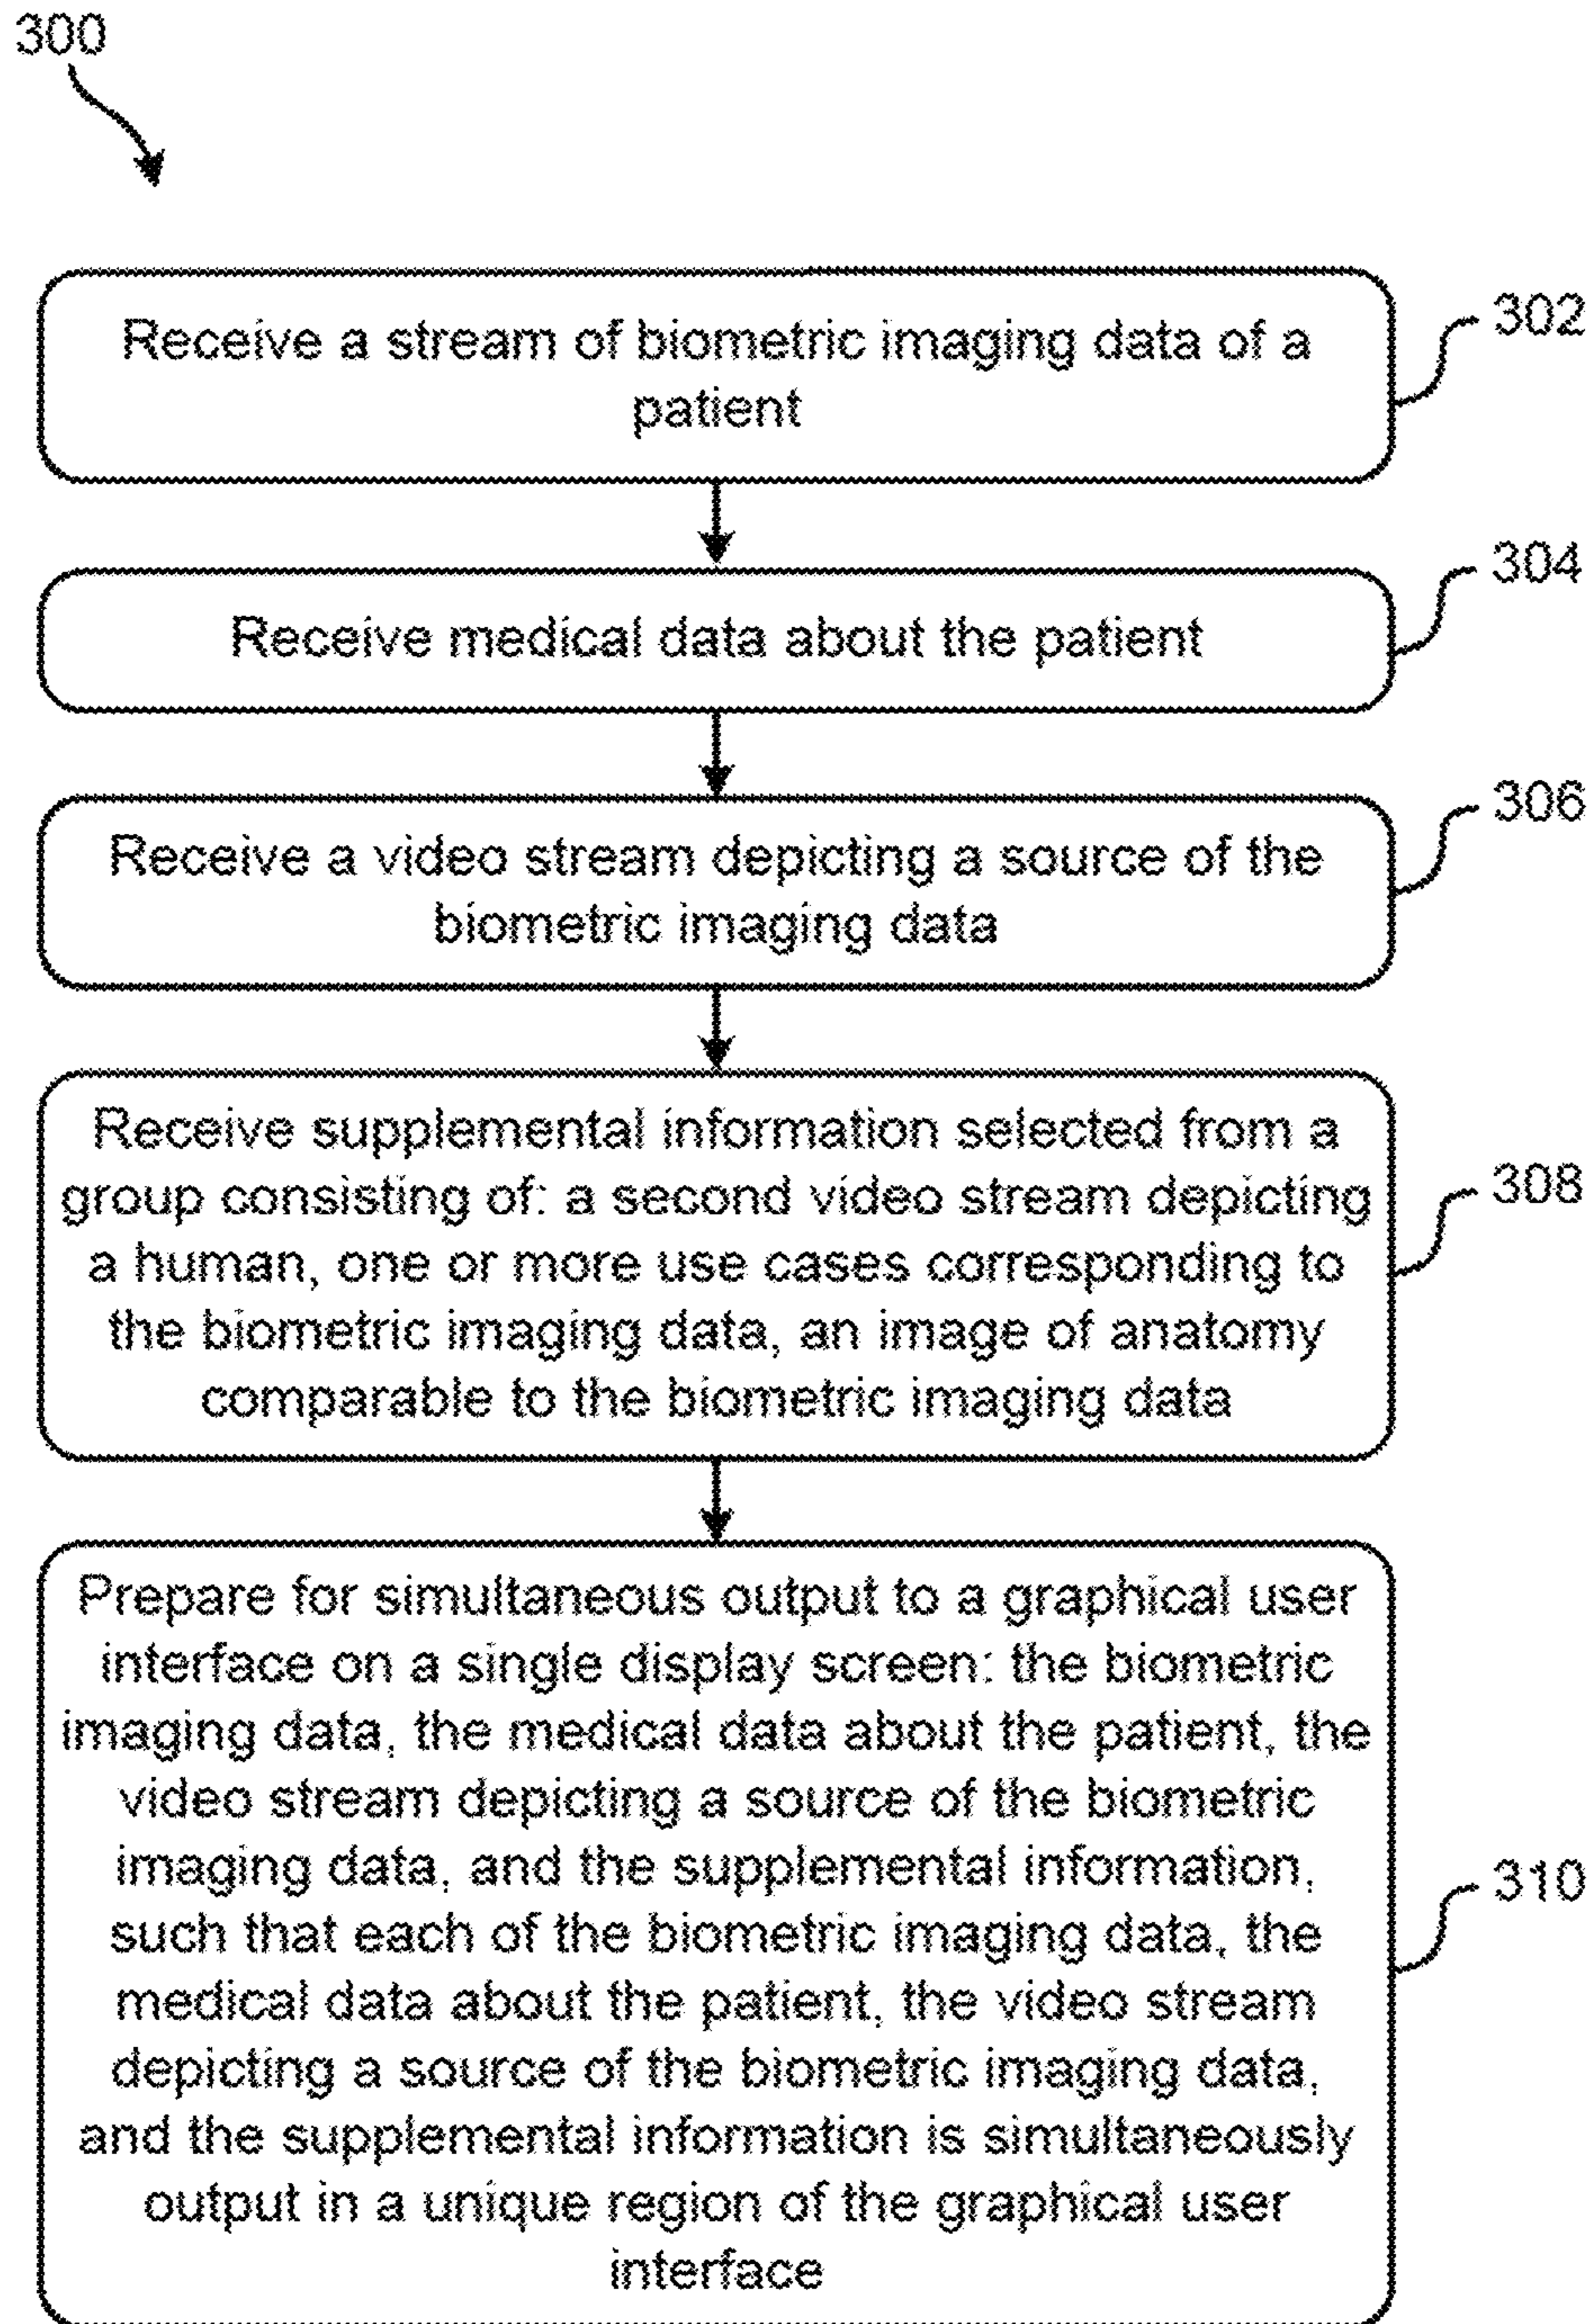 300
Receive a stream of biometric imaging data of a
patient
302
Receive medical data about the patient
304
Receive a video stream depicting a source of the
biometric imaging data
306
Receive supplemental information selected from a
group consisting of: a second video stream depicting
a human, one or more use cases corresponding to
the biometric imaging data, an image of anatomy
comparable to the biometric imaging data
308
Prepare for simultaneous output to a graphical user
interface on a single display screen: the biometric
imaging data, the medical data about the patient, the
video stream depicting a source of the biometric
imaging data, and the supplemental information,
such that each of the biometric imaging data, the
medical data about the patient, the video stream
depicting a source of the biometric imaging data,
and the supplemental information is simultaneously
output in a unique region of the graphical user
interface
310